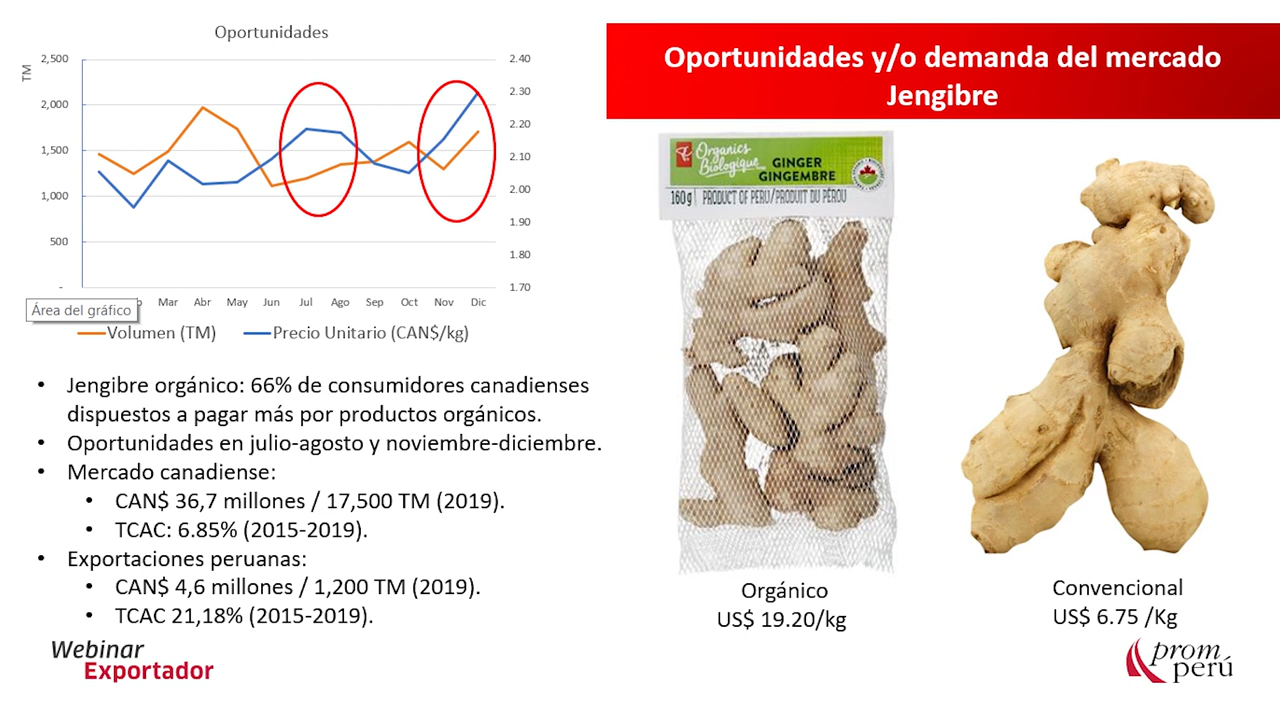 Oportunidades
TM
2,500
2,000
1,500
1,000
500
-
2.40
2.30
2.20
2.10
2.00
1.90
1.80
1.70
Mar Abr May Jun Jul Ago Sep Oct Nov Dic
Área del gráfico
Volumen (TM) Precio Unitario (CAN$/kg)
• Jengibre orgánico: 66% de consumidores canadienses
dispuestos a pagar más por productos orgánicos.
• Oportunidades en julio-agosto y noviembre-diciembre.
• Mercado canadiense:
• CAN$ 36,7 millones / 17,500 TM (2019).
• TCAC: 6.85% (2015-2019).
• Exportaciones peruanas:
• CAN$ 4,6 millones / 1,200 TM (2019).
• TCAC 21,18% (2015-2019).
Webinar
Exportador
Oportunidades y/o demanda del mercado
Jengibre
Organics
Biologique
GINGER
GINGEMBRE
160g PRODUCT OF PERU/PRODUIT DU PÉROU
Orgánico
US$ 19.20/kg
Convencional
US$ 6.75 /Kg
prom
perú